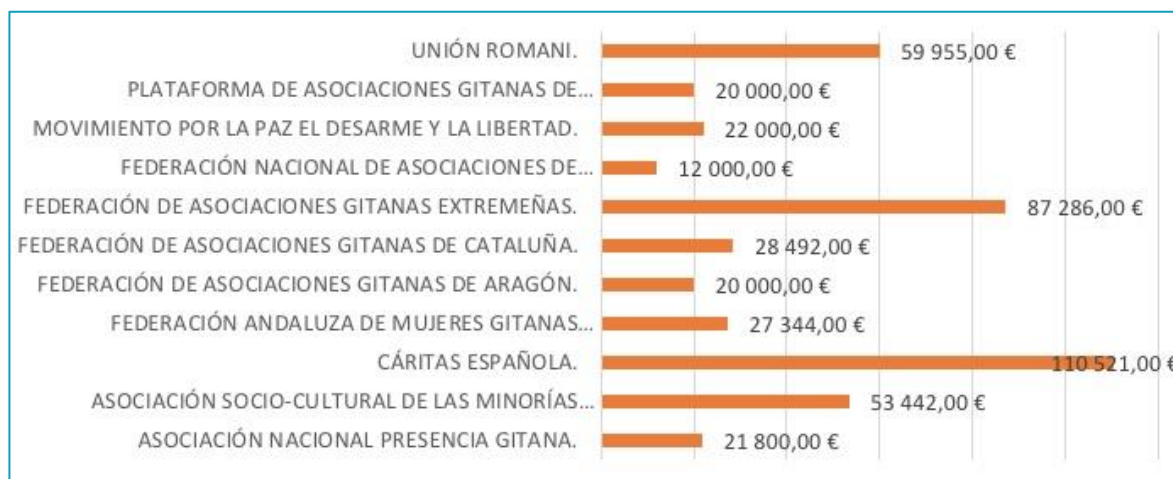 UNIÓN ROMANI. 59 955,00 €
PLATAFORMA DE ASOCIACIONES GITANAS DE... 20 000,00 €
MOVIMIENTO POR LA PAZ EL DESARME Y LA LIBERTAD. 22 000,00 €
FEDERACIÓN NACIONAL DE ASOCIACIONES DE... 12 000,00 €
FEDERACIÓN DE ASOCIACIONES GITANAS EXTREMEÑAS. 87 286,00 €
FEDERACIÓN DE ASOCIACIONES GITANAS DE CATALUÑA. 28 492,00 €
FEDERACIÓN DE ASOCIACIONES GITANAS DE ARAGÓN. 20 000,00 €
FEDERACIÓN ANDALUZA DE MUJERES GITANAS... 27 344,00 €
CÁRITAS ESPAÑOLA. 110 521,00 €
ASOCIACIÓN SOCIO-CULTURAL DE LAS MINORÍAS... 53 442,00 €
ASOCIACIÓN NACIONAL PRESENCIA GITANA. 21 800,00 €